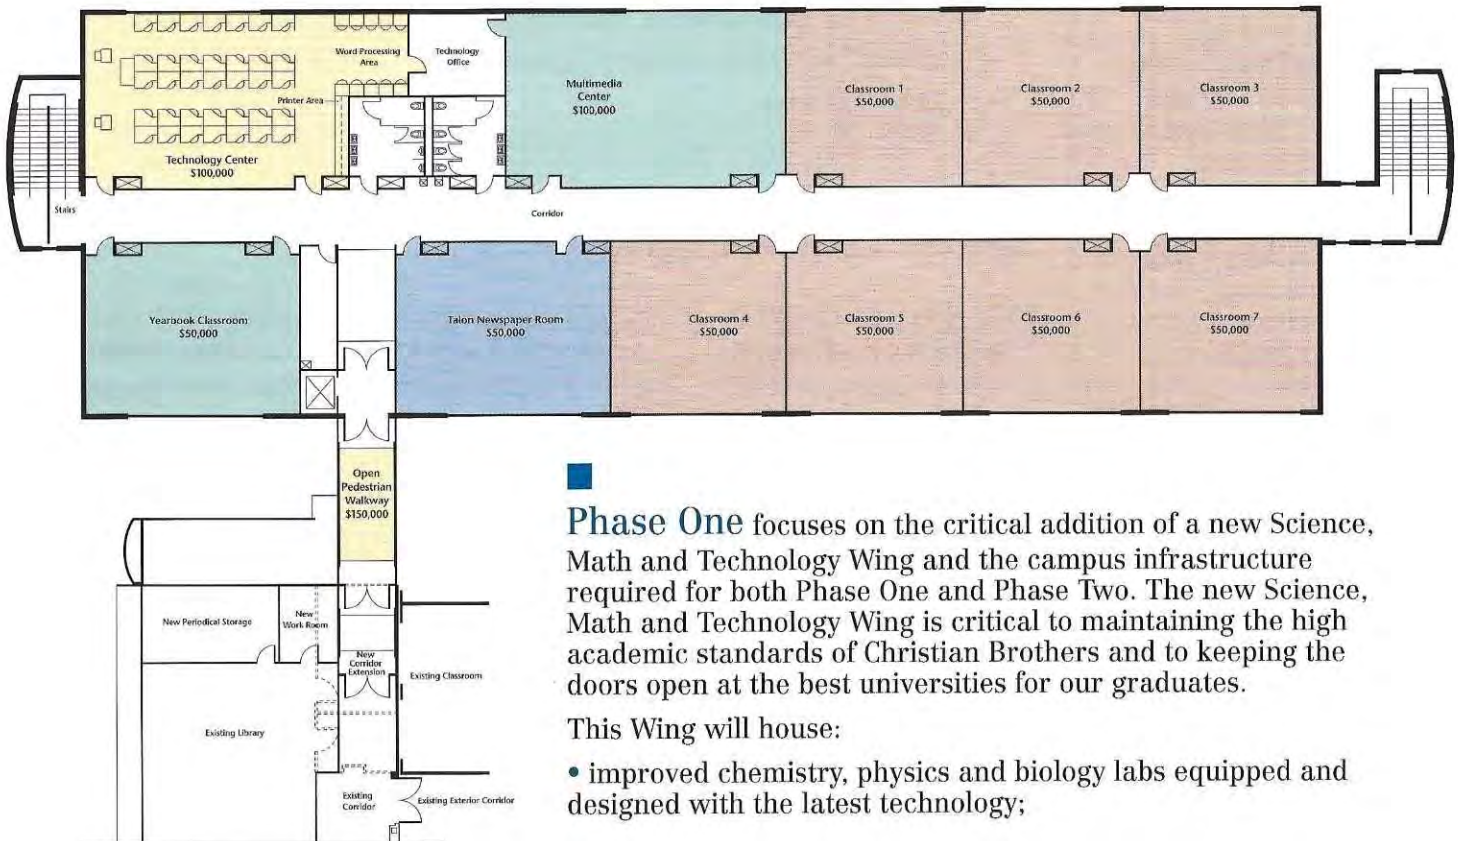 Word Processing
Area
Technology
Office
Printer Area
Technology Center
$100,000
Multimedia
Center
$100,000
Classroom 1
$50,000
Classroom 2
$50,000
Classroom 3
$50,000
Stairs
Corridor
Yearbook Classroom
$50,000
Talon Newspaper Room
$50,000
Classroom 4
$50,000
Classroom 5
$50,000
Classroom 6
$50,000
Classroom 7
$50,000
Open
Pedestrian
Walkway
$150,000
New Periodical Storage
New
Work Room
New
Corridor
Extension
Existing Classroom
Existing Library
Existing
Corridor
Existing Exterior Corridor
Phase One focuses on the critical addition of a new Science,
Math and Technology Wing and the campus infrastructure
required for both Phase One and Phase Two. The new Science,
Math and Technology Wing is critical to maintaining the high
academic standards of Christian Brothers and to keeping the
doors open at the best universities for our graduates.
This Wing will house:
• improved chemistry, physics and biology labs equipped and
designed with the latest technology;